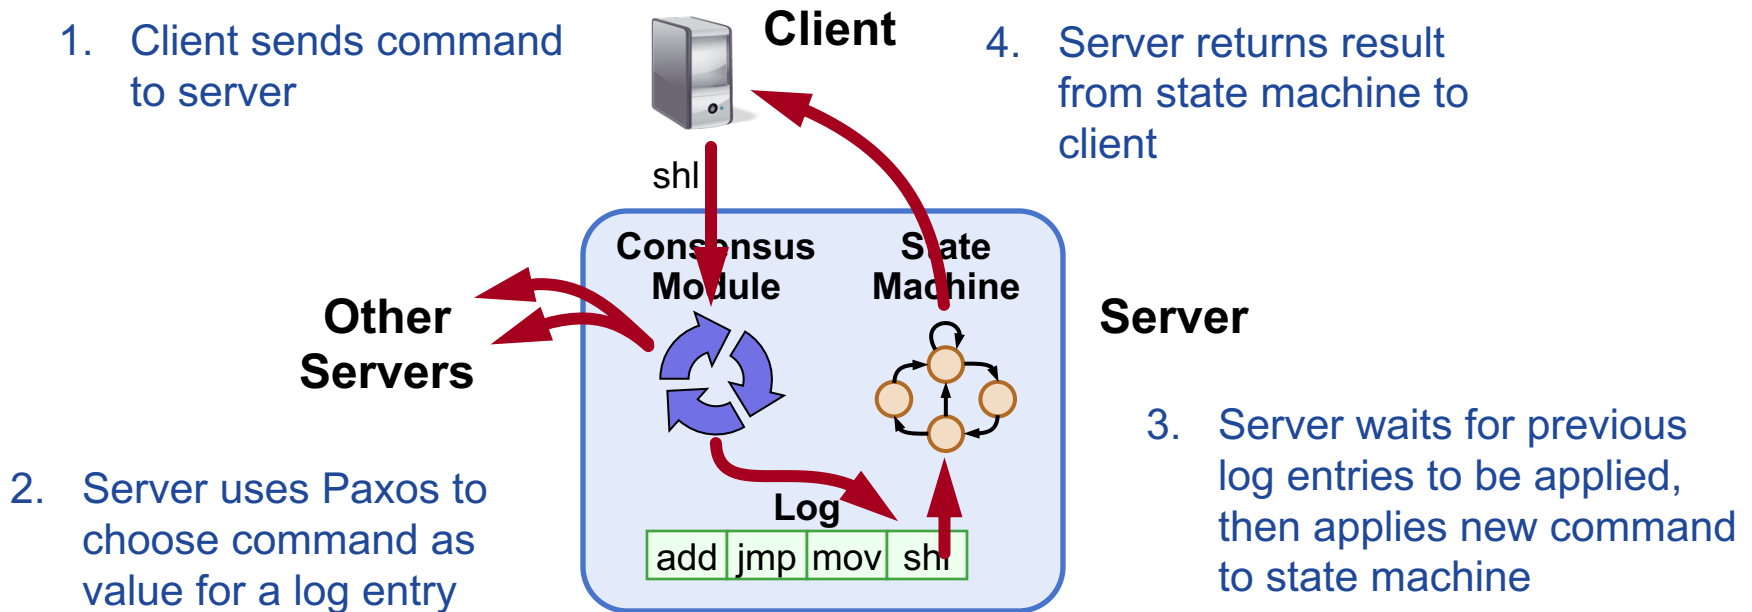 1. Client sends command
to server
Client
4. Server returns result
from state machine to
client
shl
Consensus
Module
State
Machine
Other
Servers
Server
2. Server uses Paxos to
choose command as
value for a log entry
Log
add jmp mov shl
3. Server waits for previous
log entries to be applied,
then applies new command
to state machine